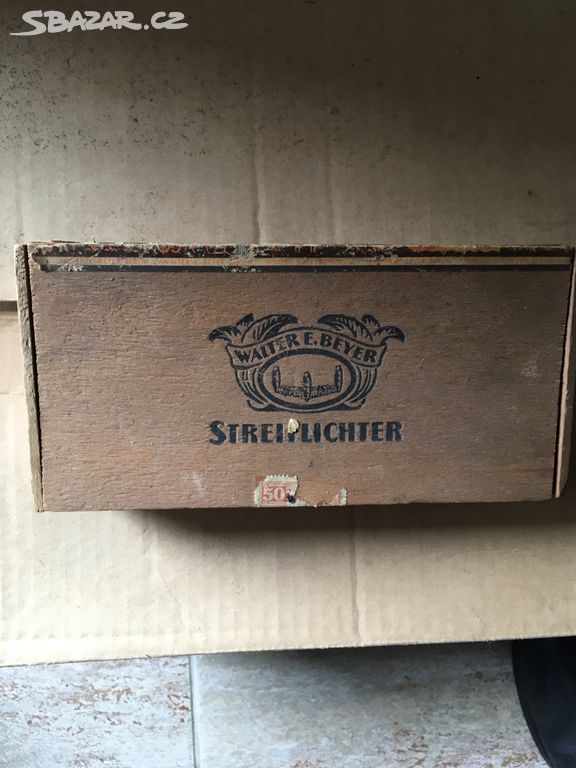 SBAZAR.CZ
WALTER E. BEYER
STREIFLICHTER
50